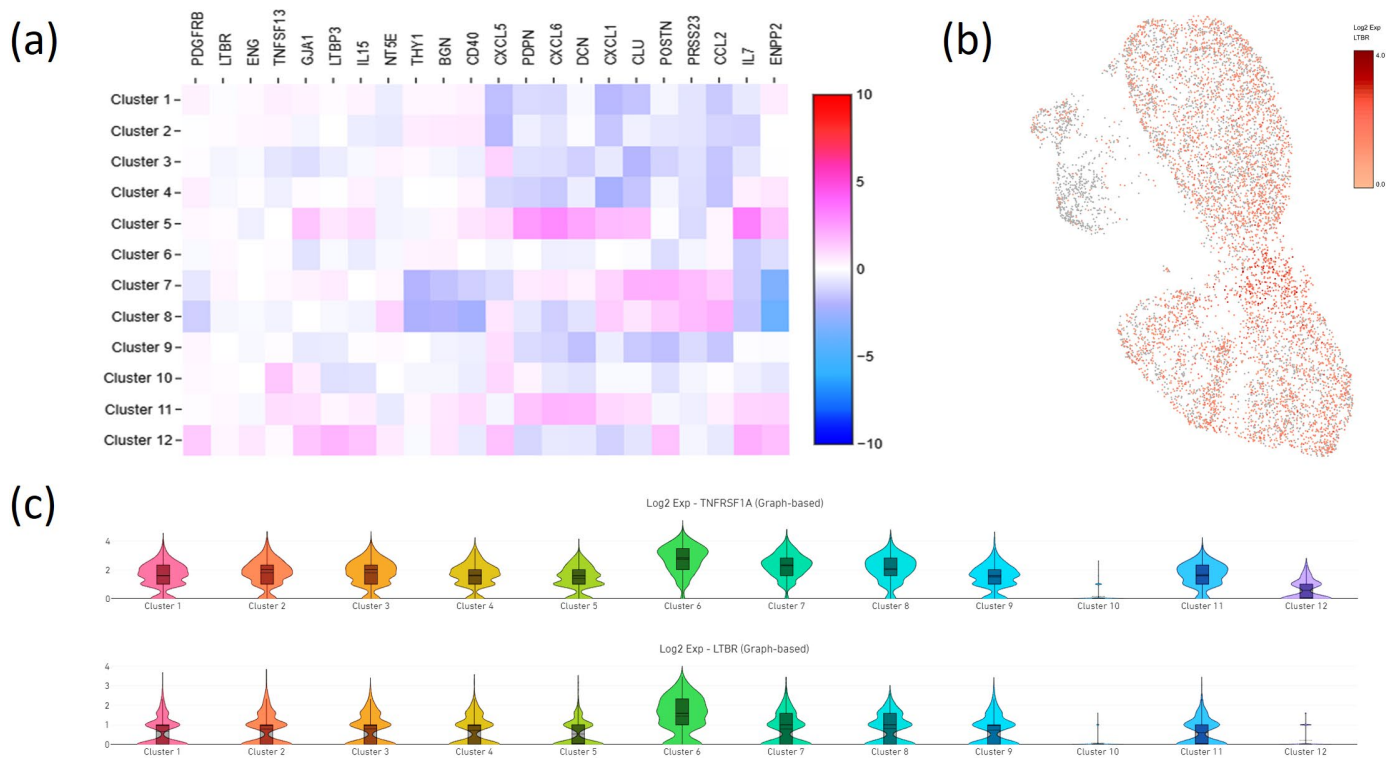 (a)
PDGFRB LTBR ENG TNFSF13 GJA1 LTBP3 IL15 NT5E THY1 BGN CD40 CXCL5 PDPN CXCL6 DCN CXCL1 CLU POSTN PRSS23 CCL2 IL7 ENPP2
Cluster 1
Cluster 2
Cluster 3
Cluster 4
Cluster 5
Cluster 6
Cluster 7
Cluster 8
Cluster 9
Cluster 10
Cluster 11
Cluster 12
10
5
0
−5
−10
(b)
Log2 Exp
LTBR
4.0
0.0
(c)
Log2 Exp - TNFRSF1A (Graph-based)
4
2
0
Cluster 1 Cluster 2 Cluster 3 Cluster 4 Cluster 5 Cluster 6 Cluster 7 Cluster 8 Cluster 9 Cluster 10 Cluster 11 Cluster 12
Log2 Exp - LTBR (Graph-based)
4
3
2
1
0
Cluster 1 Cluster 2 Cluster 3 Cluster 4 Cluster 5 Cluster 6 Cluster 7 Cluster 8 Cluster 9 Cluster 10 Cluster 11 Cluster 12